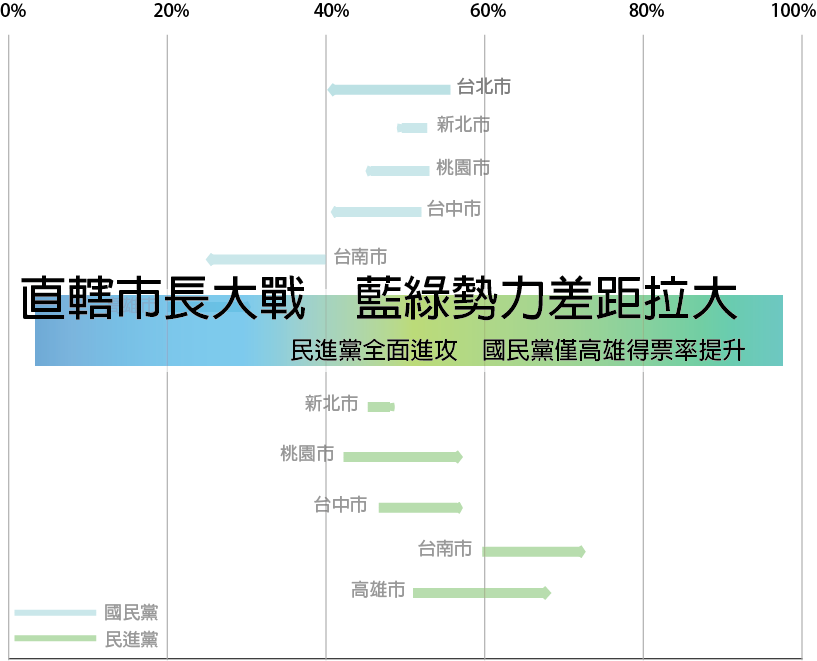 0% 20% 40% 60% 80% 100%
台北市
新北市
桃園市
台中市
台南市
直轄市長大戰 藍綠勢力差距拉大
民進黨全面進攻 國民黨僅高雄得票率提升
新北市
桃園市
台中市
台南市
高雄市
國民黨
民進黨